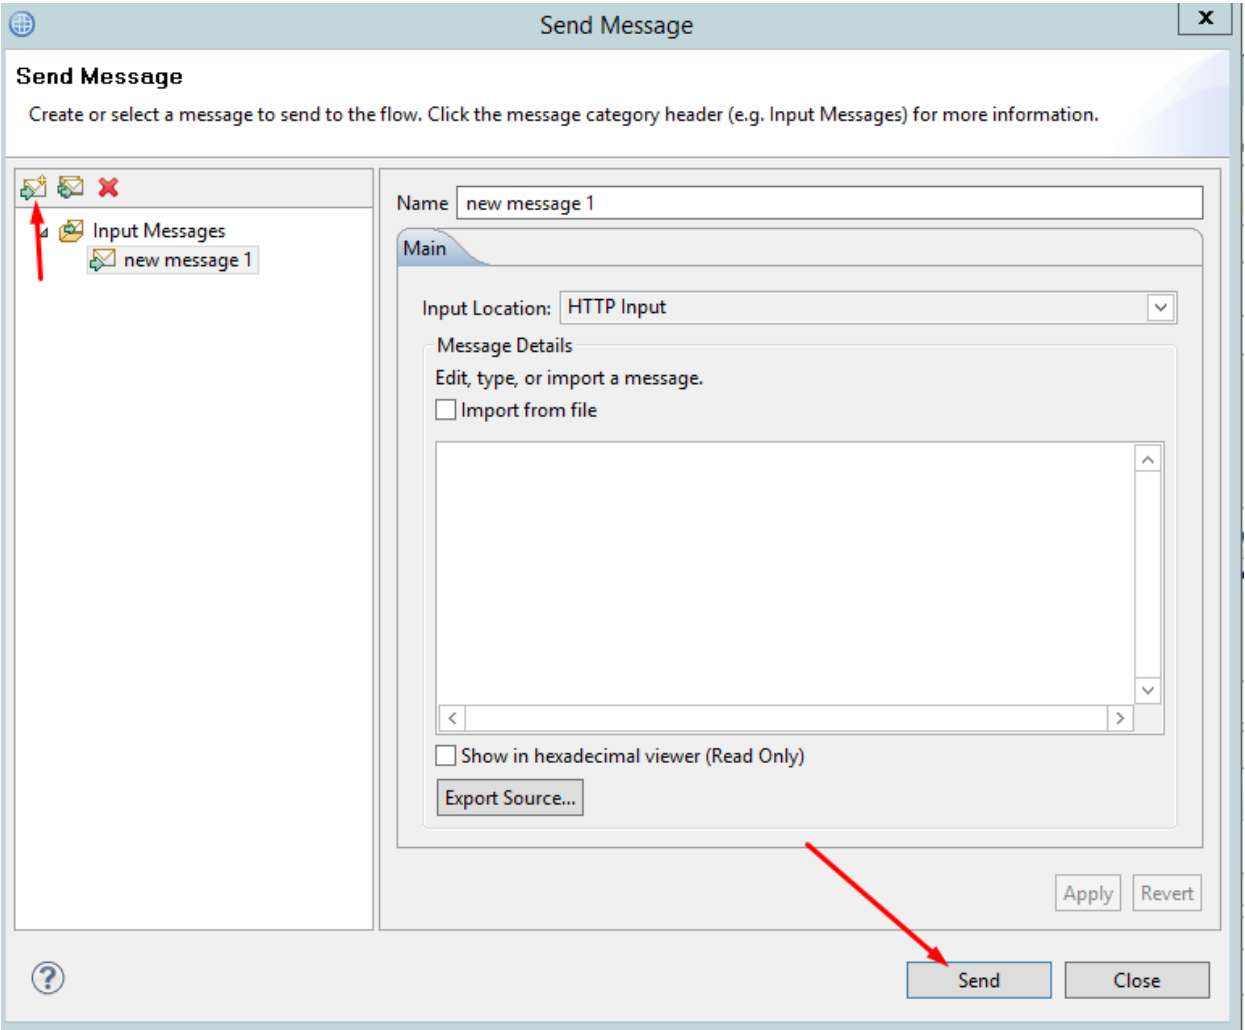 Send Message
x
Send Message
Create or select a message to send to the flow. Click the message category header (e.g. Input Messages) for more information.
Input Messages
new message 1
Name new message 1
Main
Input Location: HTTP Input
Message Details
Edit, type, or import a message.
Import from file
Show in hexadecimal viewer (Read Only)
Export Source...
Apply Revert
? Send Close